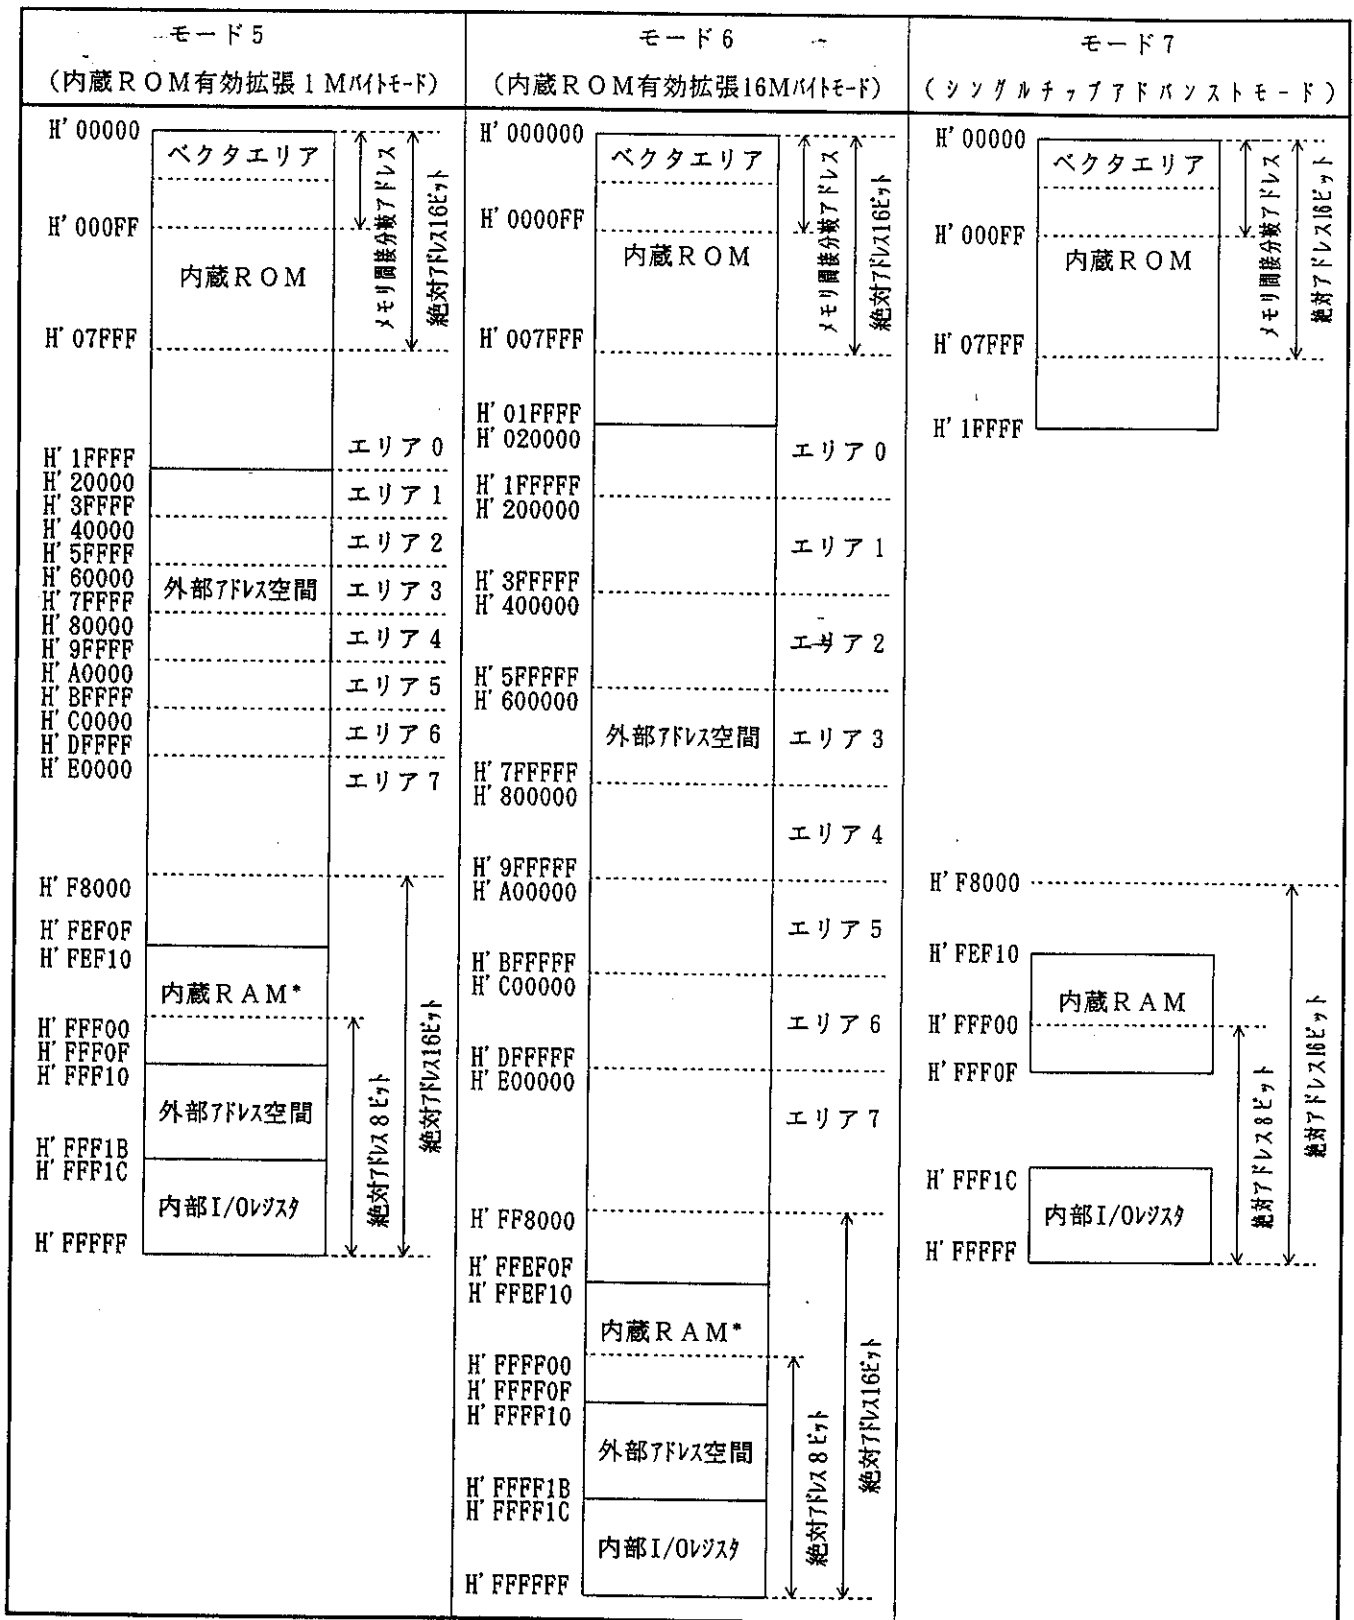 モード5
(内蔵ROM有効拡張1Mバイトモード)
H' 00000
ベクタエリア
H' 000FF
内蔵ROM
H' 07FFF
メモリ間接分岐アドレス
絶対アドレス16ビット
H' 1FFFF
エリア0
H' 20000
H' 3FFFF
エリア1
H' 40000
H' 5FFFF
エリア2
H' 60000
H' 7FFFF
外部アドレス空間
エリア3
H' 80000
H' 9FFFF
エリア4
H' A0000
H' BFFFF
エリア5
H' C0000
H' DFFFF
エリア6
H' E0000
エリア7
H' F8000
H' FEF0F
H' FEF10
内蔵RAM*
H' FFF00
H' FFF0F
H' FFF10
外部アドレス空間
H' FFF1B
H' FFF1C
内部I/Oレジスタ
H' FFFFF
絶対アドレス8ビット
絶対アドレス16ビット
モード6
(内蔵ROM有効拡張16Mバイトモード)
H' 000000
ベクタエリア
H' 0000FF
内蔵ROM
H' 007FFF
メモリ間接分岐アドレス
絶対アドレス16ビット
H' 01FFFF
H' 020000
エリア0
H' 1FFFFF
H' 200000
エリア1
H' 3FFFFF
H' 400000
エリア2
H' 5FFFFF
H' 600000
外部アドレス空間
エリア3
H' 7FFFFF
H' 800000
エリア4
H' 9FFFFF
H' A00000
エリア5
H' BFFFFF
H' C00000
エリア6
H' DFFFFF
H' E00000
エリア7
H' FF8000
H' FFEF0F
H' FFEF10
内蔵RAM*
H' FFFF00
H' FFFF0F
H' FFFF10
外部アドレス空間
H' FFFF1B
H' FFFF1C
内部I/Oレジスタ
H' FFFFFF
絶対アドレス8ビット
絶対アドレス16ビット
モード7
(シングルチップアドバンストモード)
H' 00000
ベクタエリア
H' 000FF
内蔵ROM
H' 07FFF
H' 1FFFF
メモリ間接分岐アドレス
絶対アドレス16ビット
H' F8000
H' FEF10
内蔵RAM
H' FFF00
H' FFF0F
H' FFF1C
内部I/Oレジスタ
H' FFFFF
絶対アドレス8ビット
絶対アドレス16ビット